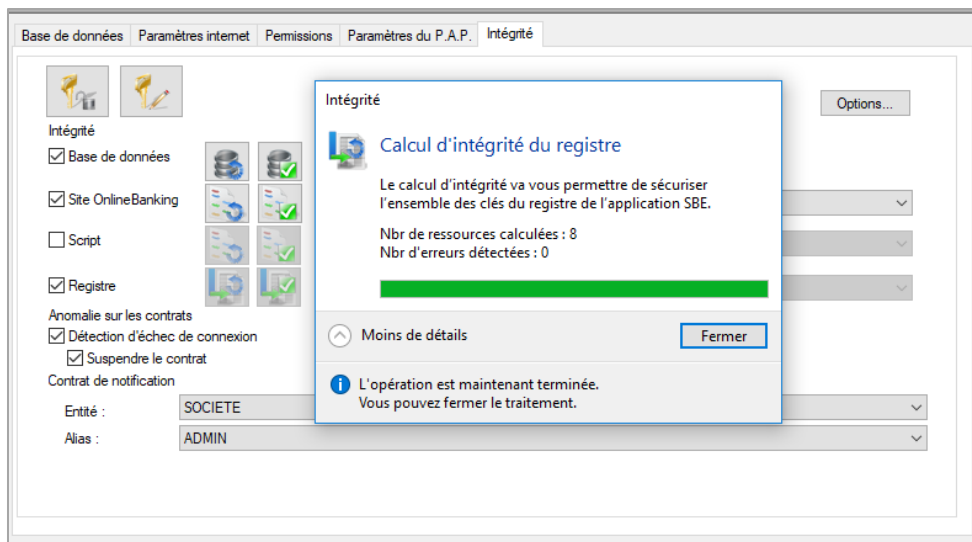 Base de données Paramètres internet Permissions Paramètres du P.A.P. Intégrité
Options...
Intégrité
Base de données
Site OnlineBanking
Script
Registre
Anomalie sur les contrats
Détection d'échec de connexion
Suspendre le contrat
Contrat de notification
Entité : SOCIETE
Alias : ADMIN
Intégrité
Calcul d'intégrité du registre
Le calcul d'intégrité va vous permettre de sécuriser
l'ensemble des clés du registre de l'application SBE.
Nbr de ressources calculées : 8
Nbr d'erreurs détectées : 0
Moins de détails
Fermer
L'opération est maintenant terminée.
Vous pouvez fermer le traitement.